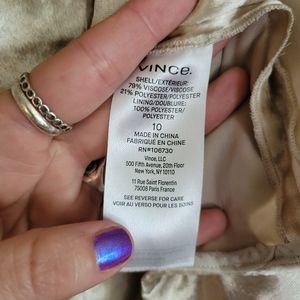 VINCE.
SHELL/EXTÉRIEUR:
79% VISCOSE/VISCOSE
21% POLYESTER/POLYESTER
LINING/DOUBLURE:
100% POLYESTER/
POLYESTER
10
MADE IN CHINA
FABRIQUÉ EN CHINE
RN#106730
Vince, LLC
500 Fifth Avenue, 20th Floor
New York, NY 10110
11 Rue Saint Florentin
75008 Paris France
SEE REVERSE FOR CARE
VOIR AU VERSO POUR LES SOINS